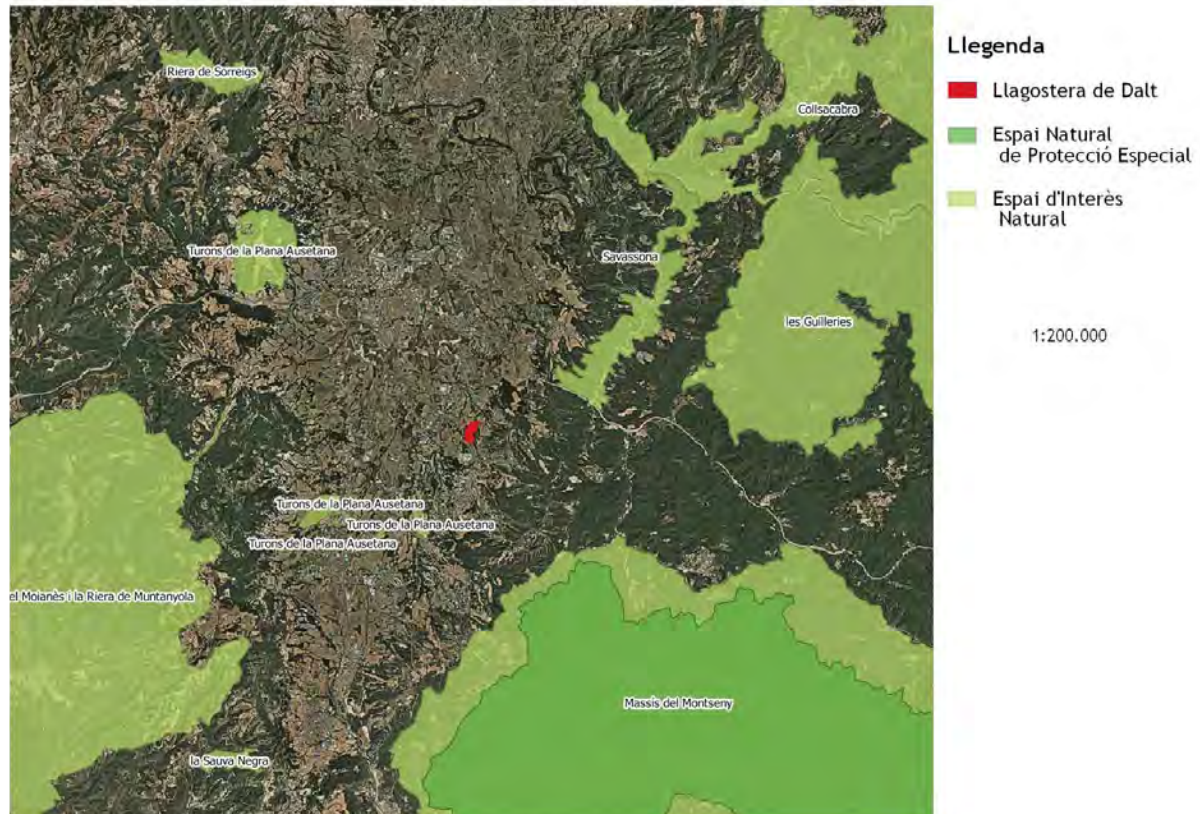 Riera de Sorreigs
Collsacabra
Turons de la Plana Ausetana
Savassona
les Guilleries
Turons de la Plana Ausetana
Turons de la Plana Ausetana
Turons de la Plana Ausetana
el Moianès i la Riera de Muntanyola
Massís del Montseny
la Sauva Negra
Llegenda
Llagostera de Dalt
Espai Natural
de Protecció Especial
Espai d'Interès
Natural
1:200.000